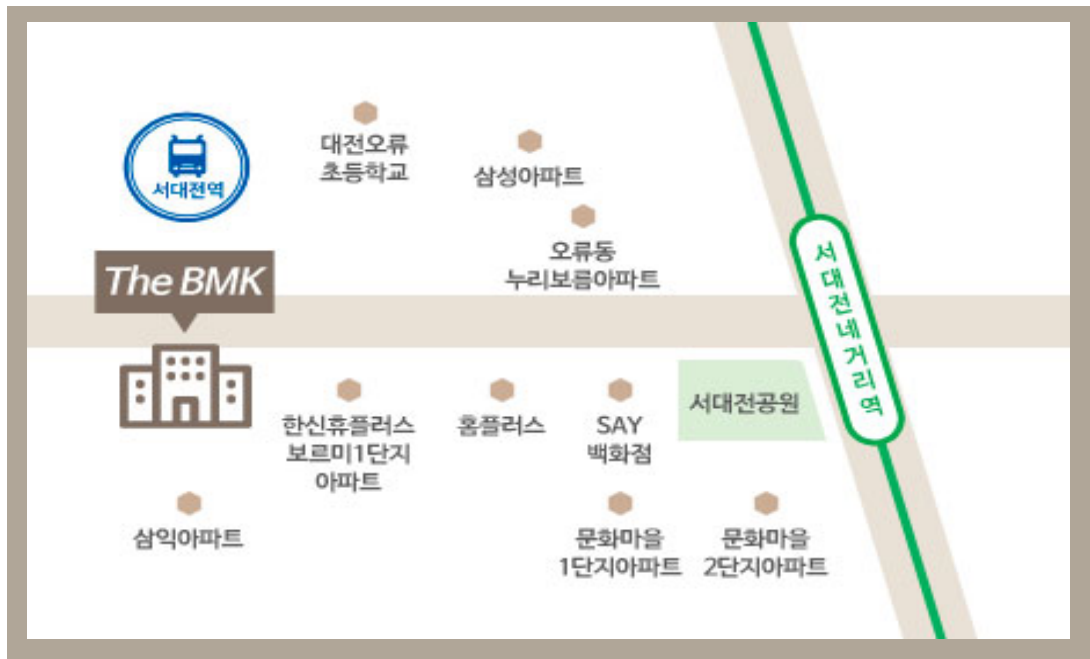 대전오류
초등학교
삼성아파트
서대전역
오류동
누리보름아파트
The BMK
서대전네거리역
한신휴플러스
보르미1단지
아파트
홈플러스
SAY
백화점
서대전공원
삼익아파트
문화마을
1단지아파트
문화마을
2단지아파트